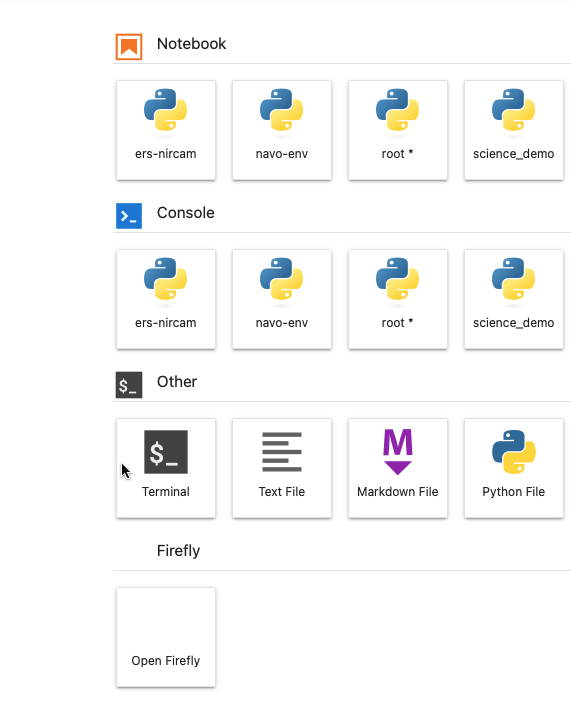 Notebook
ers-nircam navo-env root * science_demo
Console
ers-nircam navo-env root * science_demo
Other
$_ $_ M
Terminal Text File Markdown File Python File
Firefly
Open Firefly